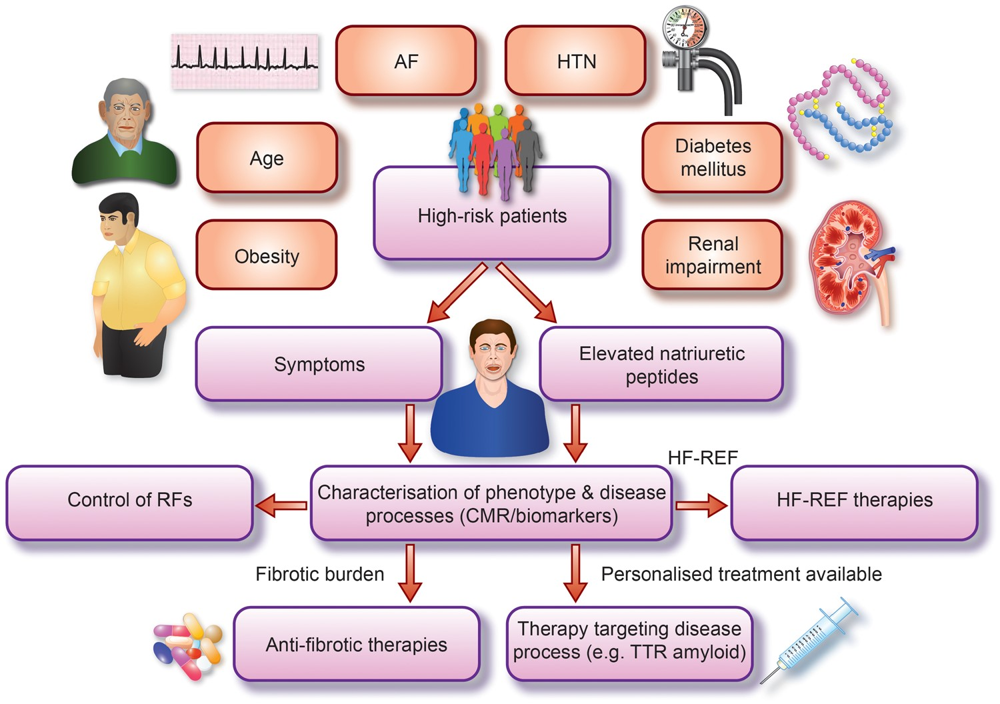 AF
HTN
Age
Diabetes
mellitus
High-risk patients
Obesity
Renal
impairment
Symptoms
Elevated natriuretic
peptides
HF-REF
Control of RFs
Characterisation of phenotype & disease
processes (CMR/biomarkers)
HF-REF therapies
Fibrotic burden
Personalised treatment available
Anti-fibrotic therapies
Therapy targeting disease
process (e.g. TTR amyloid)